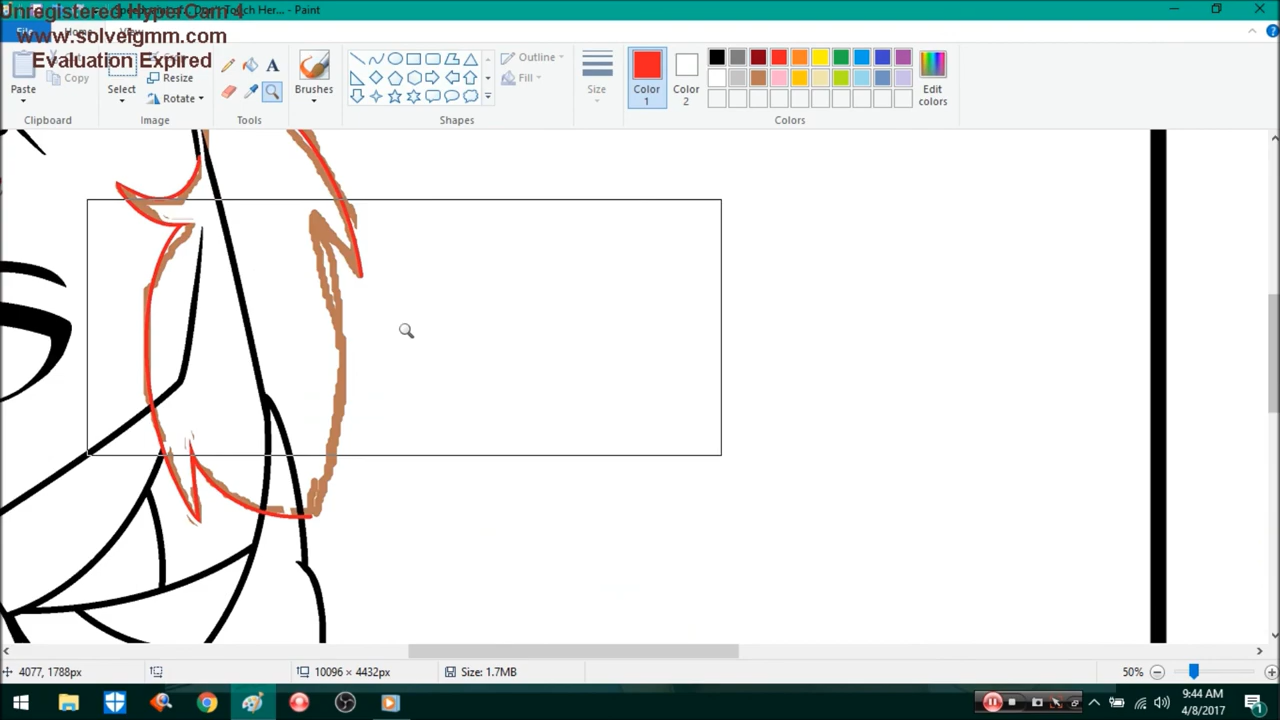 Unregistered HyperCam 4
Touch Her... - Paint
www.solveigmm.com
Evaluation Expired
Paste
Copy
Select
Resize
Rotate
Brushes
Outline
Fill
Size
Color 1
Color 2
Edit colors
Clipboard
Image
Tools
Shapes
Colors
4077, 1788px
10096 × 4432px
Size: 1.7MB
50%
9:44 AM
4/8/2017